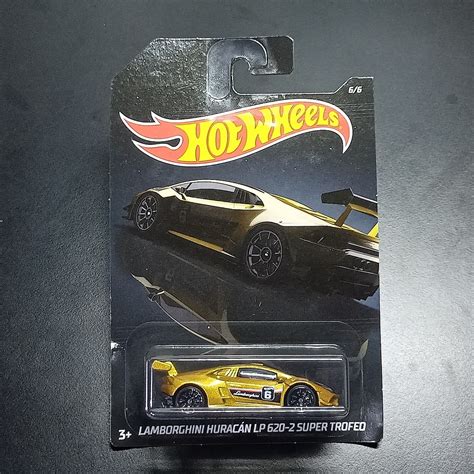 6/6
HOT WHEELS
6
Lamborghini
6
3+
LAMBORGHINI HURACÁN LP 620-2 SUPER TROFEO